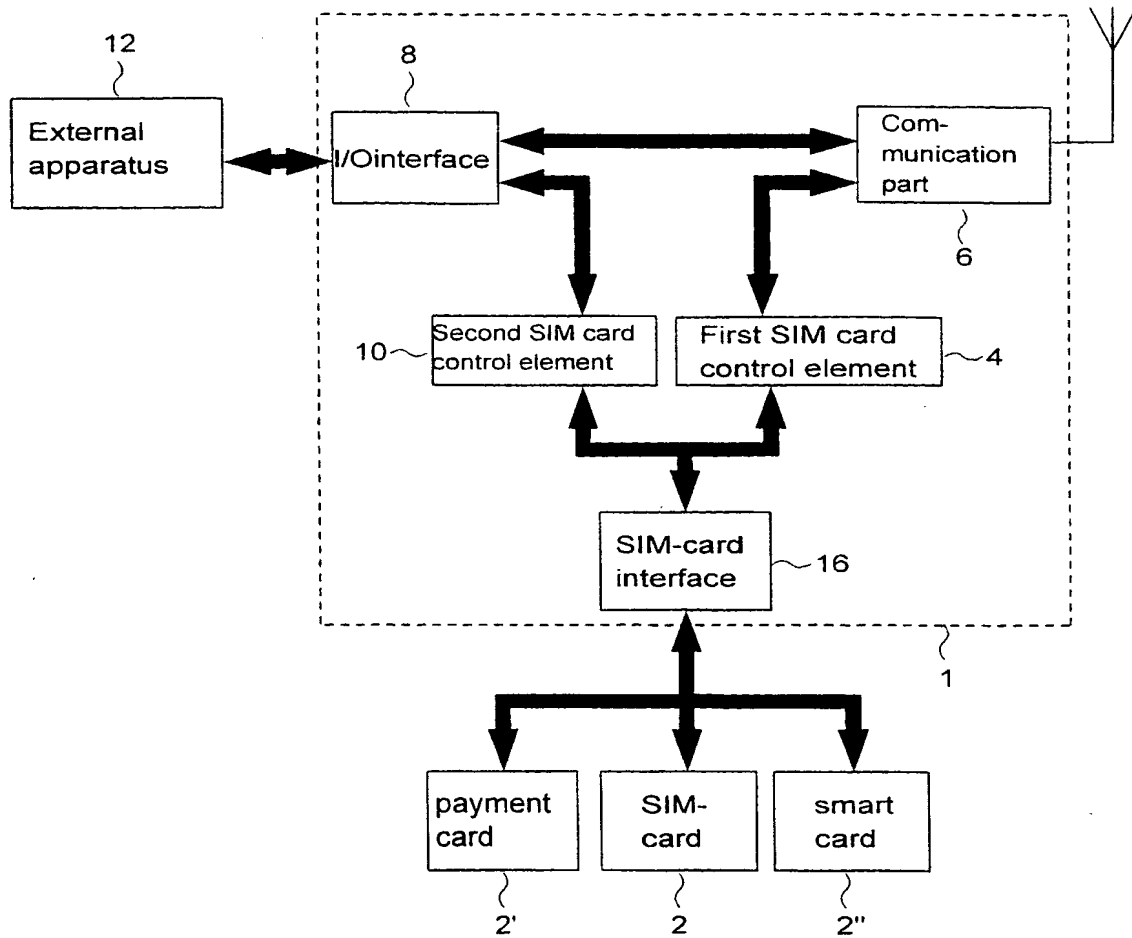 12
External
apparatus
8
I/Ointerface
Com-
munication
part
6
10
Second SIM card
control element
First SIM card
control element
4
SIM-card
interface
16
1
payment
card
SIM-
card
smart
card
2'
2
2"